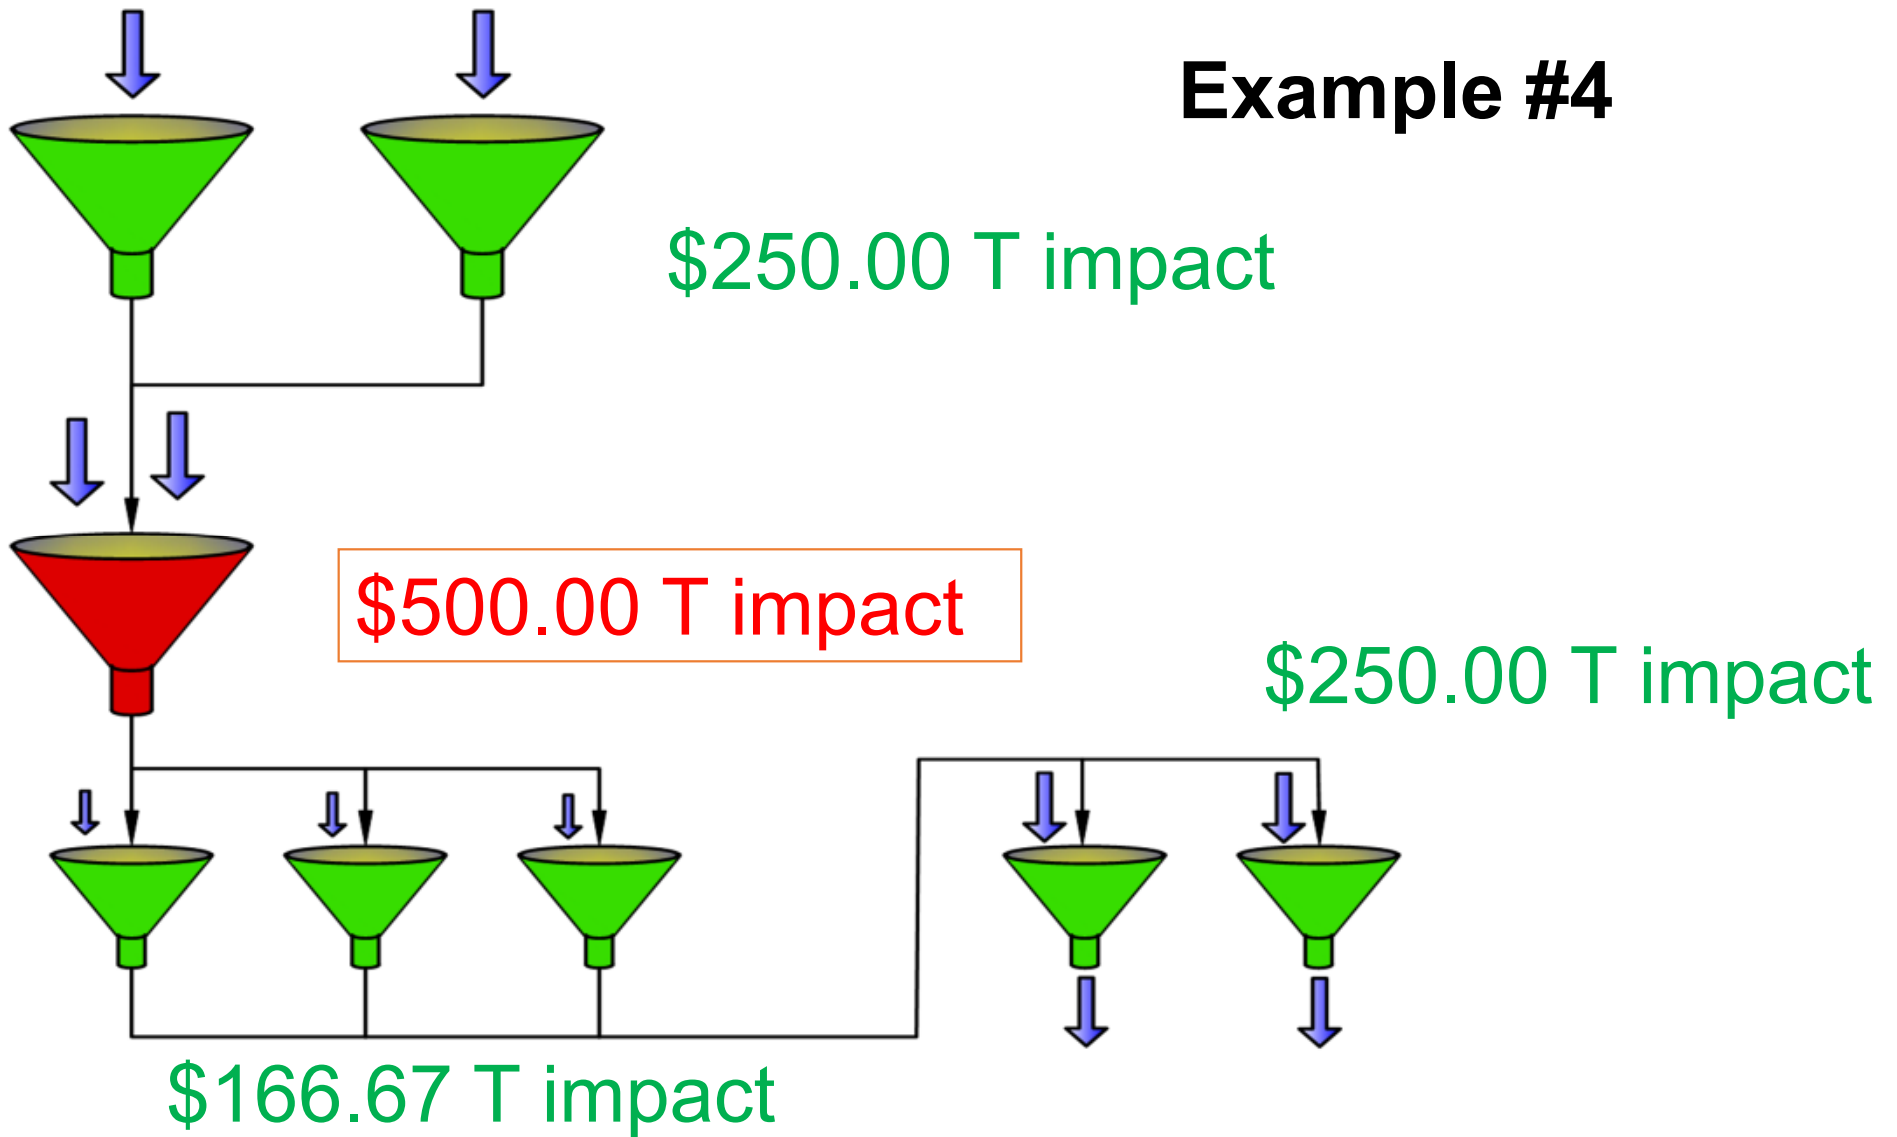 Example #4
$250.00 T impact
$500.00 T impact
$250.00 T impact
$166.67 T impact